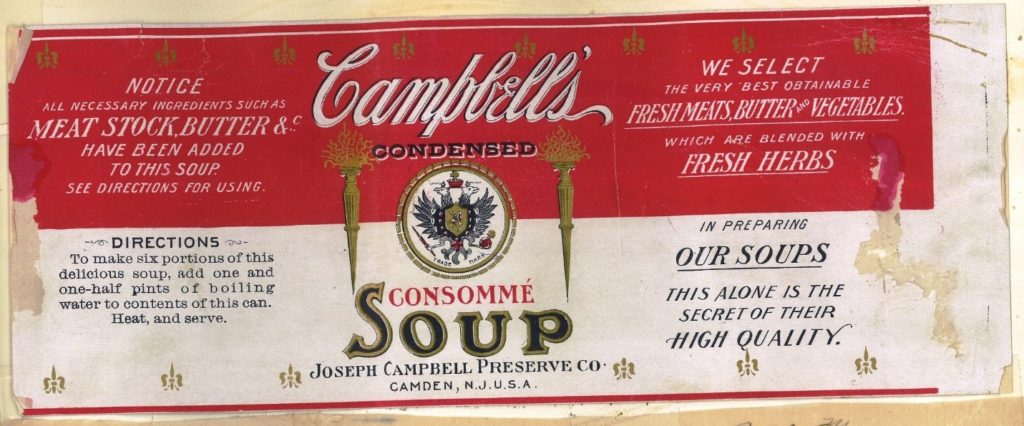 NOTICE
ALL NECESSARY INGREDIENTS SUCH AS
MEAT STOCK, BUTTER &c
HAVE BEEN ADDED
TO THIS SOUP.
SEE DIRECTIONS FOR USING.
DIRECTIONS
To make six portions of this
delicious soup, add one and
one-half pints of boiling
water to contents of this can.
Heat, and serve.
Campbell's
CONDENSED
TRADE MARK
CONSOMMÉ
SOUP
JOSEPH CAMPBELL PRESERVE CO.
CAMDEN, N.J. U.S.A.
WE SELECT
THE VERY BEST OBTAINABLE
FRESH MEATS, BUTTER AND VEGETABLES.
WHICH ARE BLENDED WITH
FRESH HERBS
IN PREPARING
OUR SOUPS
THIS ALONE IS THE
SECRET OF THEIR
HIGH QUALITY.